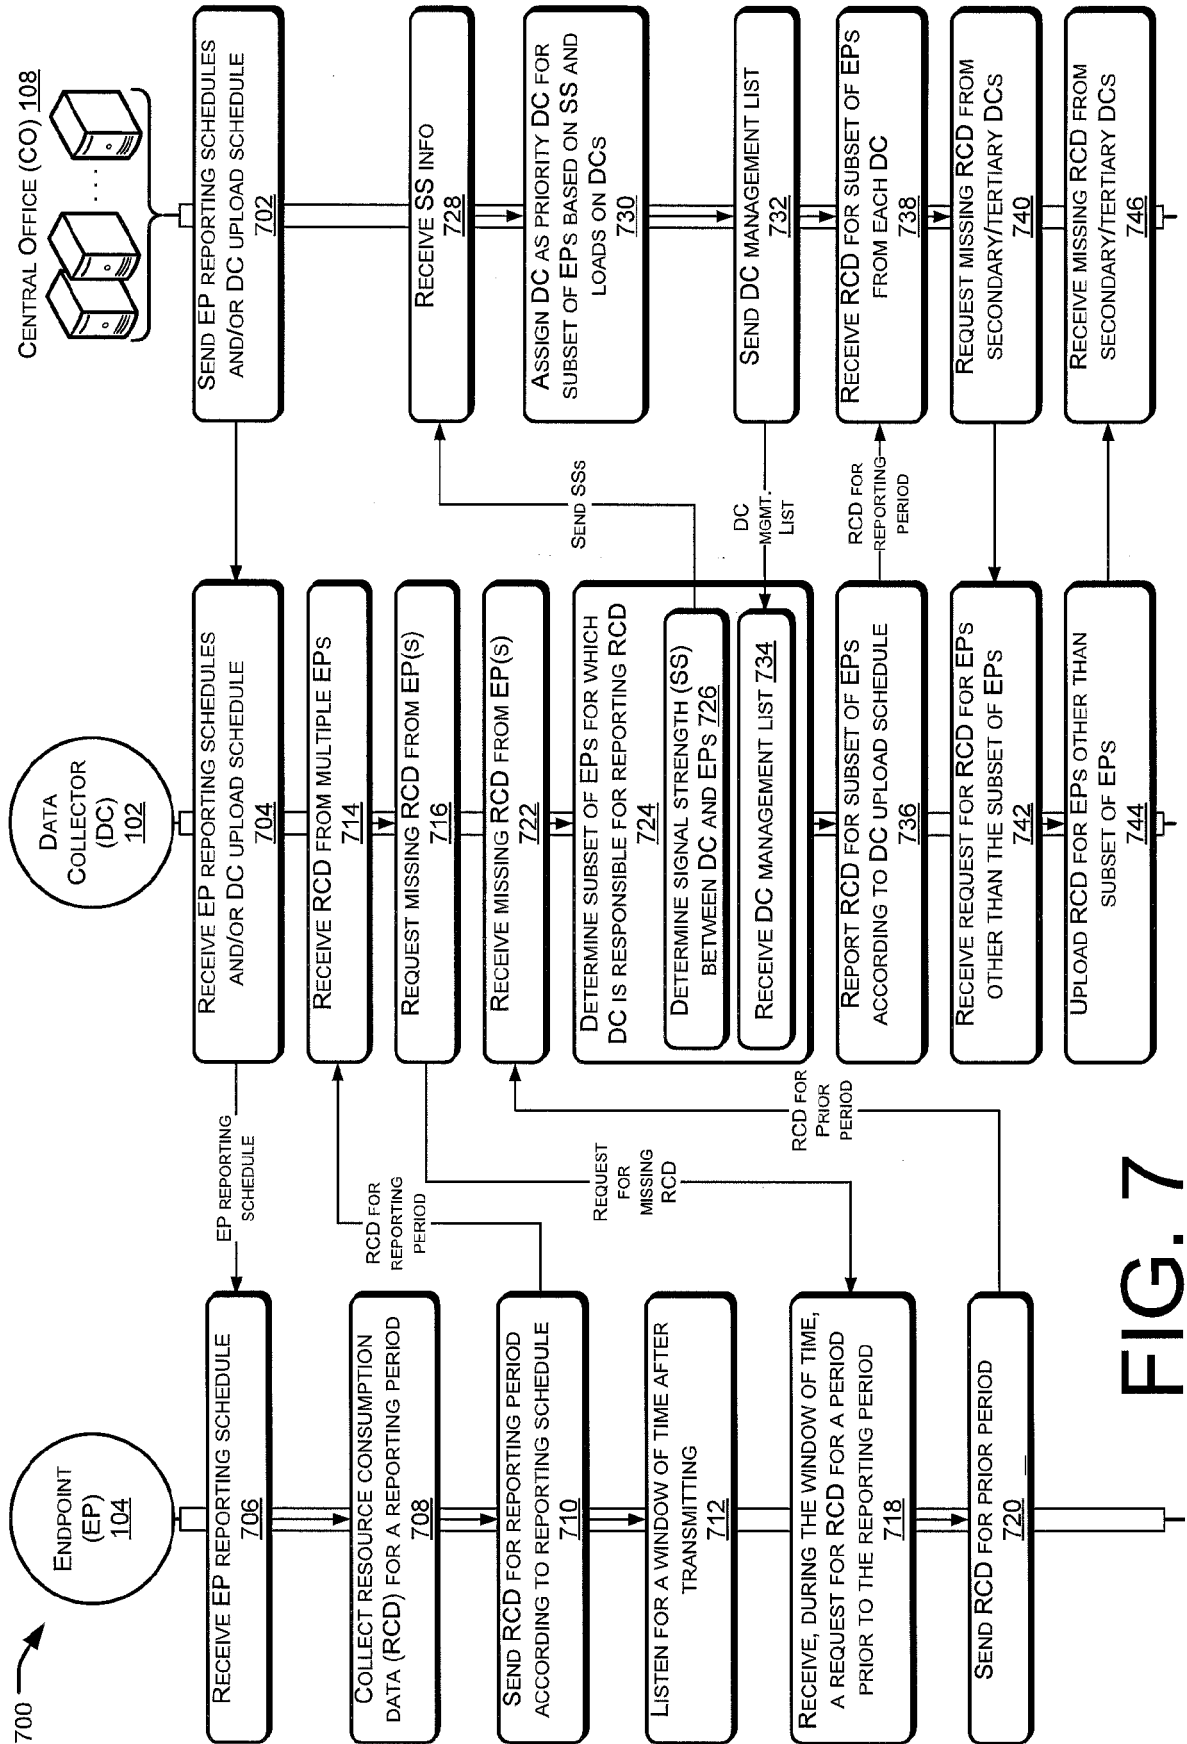 700
ENDPOINT
(EP)
104
RECEIVE EP REPORTING SCHEDULE
706
COLLECT RESOURCE CONSUMPTION
DATA (RCD) FOR A REPORTING PERIOD
708
SEND RCD FOR REPORTING PERIOD
ACCORDING TO REPORTING SCHEDULE
710
LISTEN FOR A WINDOW OF TIME AFTER
TRANSMITTING
712
RECEIVE, DURING THE WINDOW OF TIME,
A REQUEST FOR RCD FOR A PERIOD
PRIOR TO THE REPORTING PERIOD
718
SEND RCD FOR PRIOR PERIOD
720
EP REPORTING
SCHEDULE
RCD FOR
REPORTING
PERIOD
REQUEST
FOR
MISSING
RCD
RCD FOR
PRIOR
PERIOD
DATA
COLLECTOR
(DC)
102
RECEIVE EP REPORTING SCHEDULES
AND/OR DC UPLOAD SCHEDULE
704
RECEIVE RCD FROM MULTIPLE EPS
714
REQUEST MISSING RCD FROM EP(S)
716
RECEIVE MISSING RCD FROM EP(S)
722
DETERMINE SUBSET OF EPS FOR WHICH
DC IS RESPONSIBLE FOR REPORTING RCD
724
DETERMINE SIGNAL STRENGTH (SS)
BETWEEN DC AND EPS 726
RECEIVE DC MANAGEMENT LIST 734
REPORT RCD FOR SUBSET OF EPS
ACCORDING TO DC UPLOAD SCHEDULE
736
RECEIVE REQUEST FOR RCD FOR EPS
OTHER THAN THE SUBSET OF EPS
742
UPLOAD RCD FOR EPS OTHER THAN
SUBSET OF EPS
744
SEND SSS
DC
MGMT.
LIST
RCD FOR
REPORTING
PERIOD
CENTRAL OFFICE (CO) 108
SEND EP REPORTING SCHEDULES
AND/OR DC UPLOAD SCHEDULE
702
RECEIVE SS INFO
728
ASSIGN DC AS PRIORITY DC FOR
SUBSET OF EPS BASED ON SS AND
LOADS ON DCS
730
SEND DC MANAGEMENT LIST
732
RECEIVE RCD FOR SUBSET OF EPS
FROM EACH DC
738
REQUEST MISSING RCD FROM
SECONDARY/TERTIARY DCS
740
RECEIVE MISSING RCD FROM
SECONDARY/TERTIARY DCS
746
FIG. 7